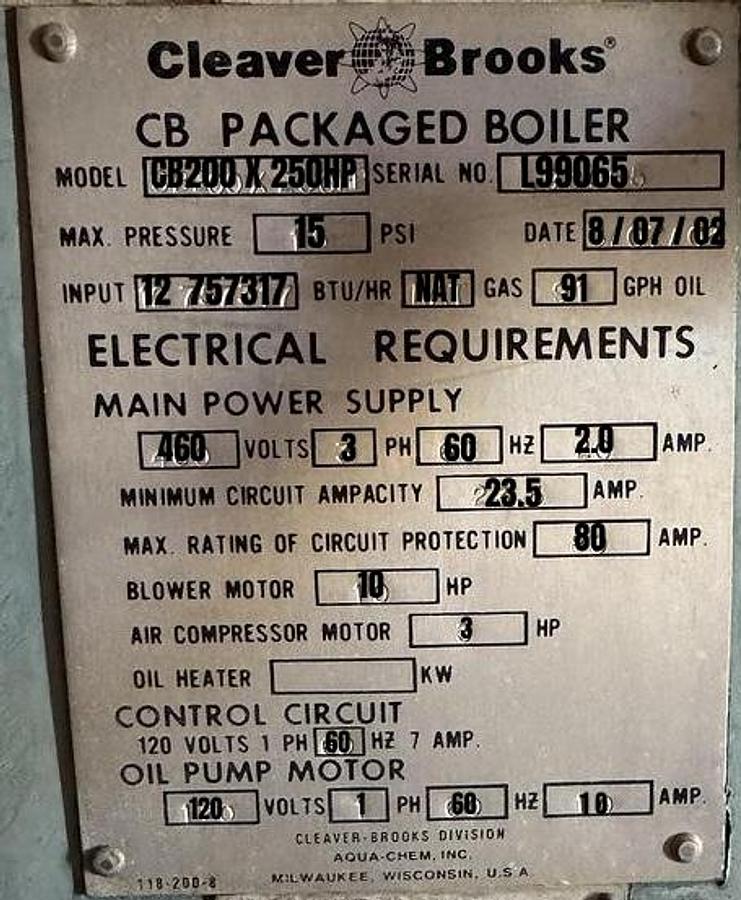 Cleaver Brooks®
CB PACKAGED BOILER
MODEL CB200 X 250HP SERIAL NO. L99065
MAX. PRESSURE 15 PSI DATE 8 / 07 / 02
INPUT 12 757317 BTU/HR NAT GAS 91 GPH OIL
ELECTRICAL REQUIREMENTS
MAIN POWER SUPPLY
460 VOLTS 3 PH 60 HZ 2.0 AMP.
MINIMUM CIRCUIT AMPACITY 23.5 AMP.
MAX. RATING OF CIRCUIT PROTECTION 80 AMP.
BLOWER MOTOR 10 HP
AIR COMPRESSOR MOTOR 3 HP
OIL HEATER KW
CONTROL CIRCUIT
120 VOLTS 1 PH 60 HZ 7 AMP.
OIL PUMP MOTOR
120 VOLTS 1 PH 60 HZ 10 AMP.
CLEAVER-BROOKS DIVISION
AQUA-CHEM, INC.
118-200-8 MILWAUKEE, WISCONSIN, U.S.A.